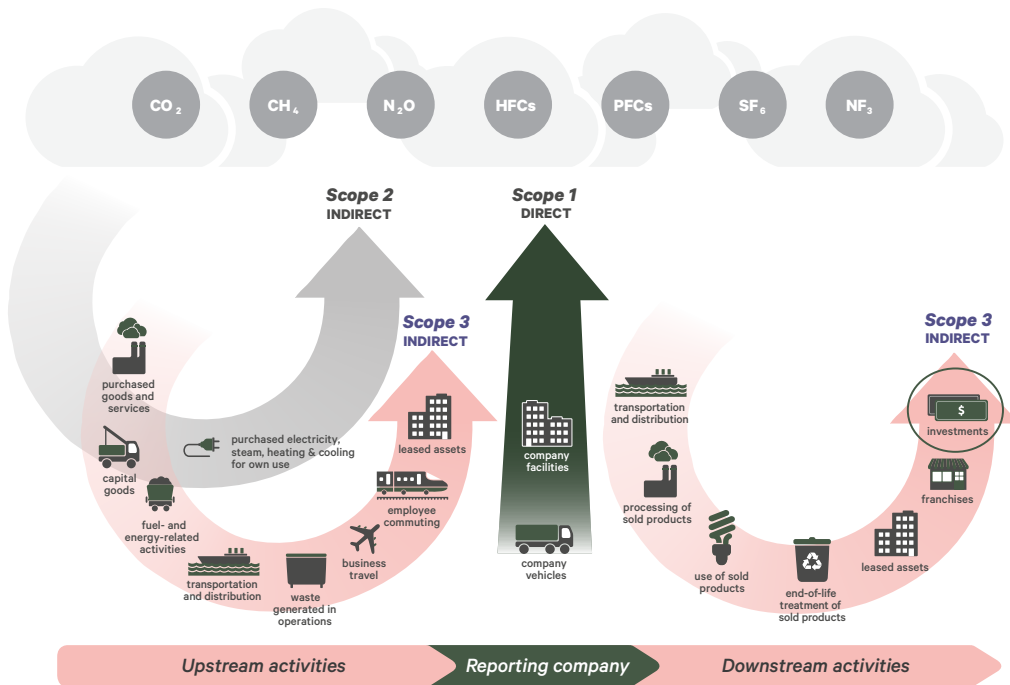 CO₂
CH₄
N₂O
HFCs
PFCs
SF₆
NF₃
Scope 2
INDIRECT
Scope 1
DIRECT
Scope 3
INDIRECT
Scope 3
INDIRECT
purchased
goods and
services
capital
goods
fuel- and
energy-related
activities
purchased electricity,
steam, heating & cooling
for own use
transportation
and distribution
waste
generated in
operations
business
travel
employee
commuting
leased assets
company
facilities
company
vehicles
transportation
and distribution
processing of
sold products
use of sold
products
end-of-life
treatment of
sold products
leased assets
franchises
$
investments
Upstream activities
Reporting company
Downstream activities